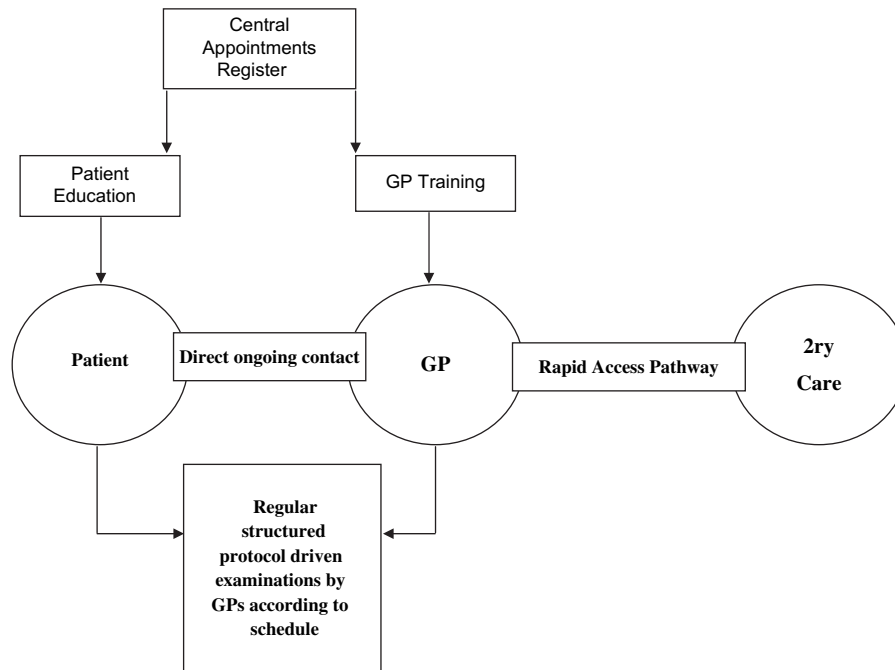 Central
Appointments
Register
Patient
Education
GP Training
Patient
Direct ongoing contact
GP
Rapid Access Pathway
2ry
Care
Regular
structured
protocol driven
examinations by
GPs according to
schedule